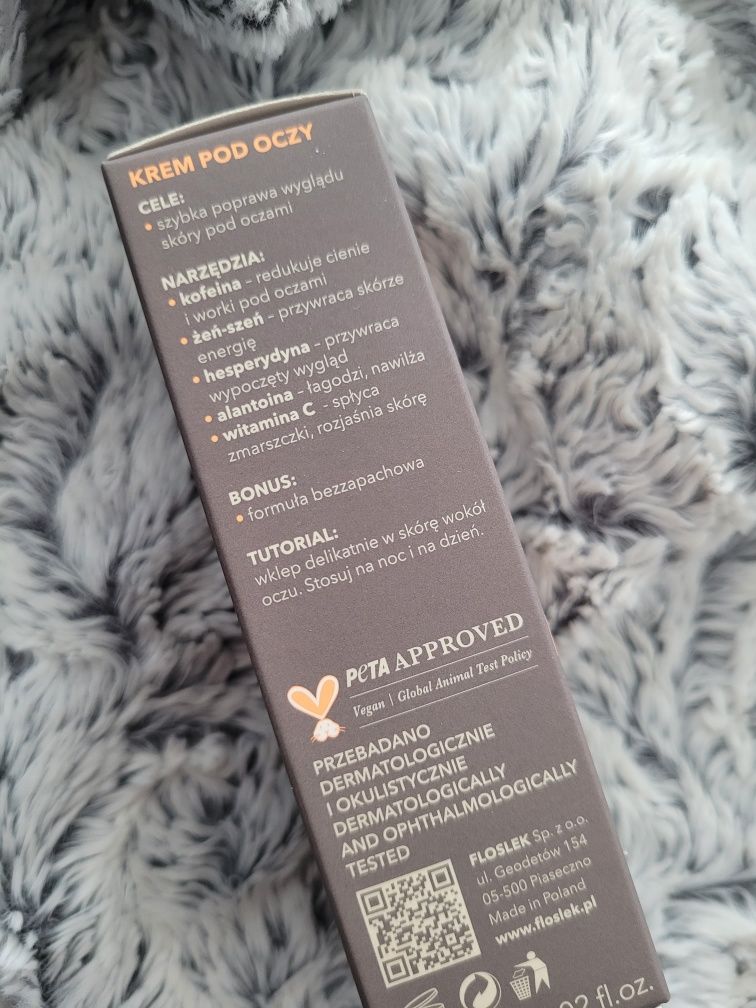 KREM POD OCZY
CELE:
• szybka poprawa wyglądu
skóry pod oczami
NARZĘDZIA:
• kofeina – redukuje cienie
i worki pod oczami
• żeń-szeń – przywraca skórze
energię
• hesperydyna – przywraca
wypoczęty wygląd
• alantoina – łagodzi, nawilża
• witamina C - spłyca
zmarszczki, rozjaśnia skórę
BONUS:
• formuła bezzapachowa
TUTORIAL:
wklep delikatnie w skórę wokół
oczu. Stosuj na noc i na dzień.
PETA APPROVED
Vegan | Global Animal Test Policy
PRZEBADANO
DERMATOLOGICZNIE
I OKULISTYCZNIE
DERMATOLOGICALLY
AND OPHTHALMOLOGICALLY
TESTED
FLOSLEK Sp. z o.o.
ul. Geodetów 154
05-500 Piaseczno
Made in Poland
www.floslek.pl
fl.oz.